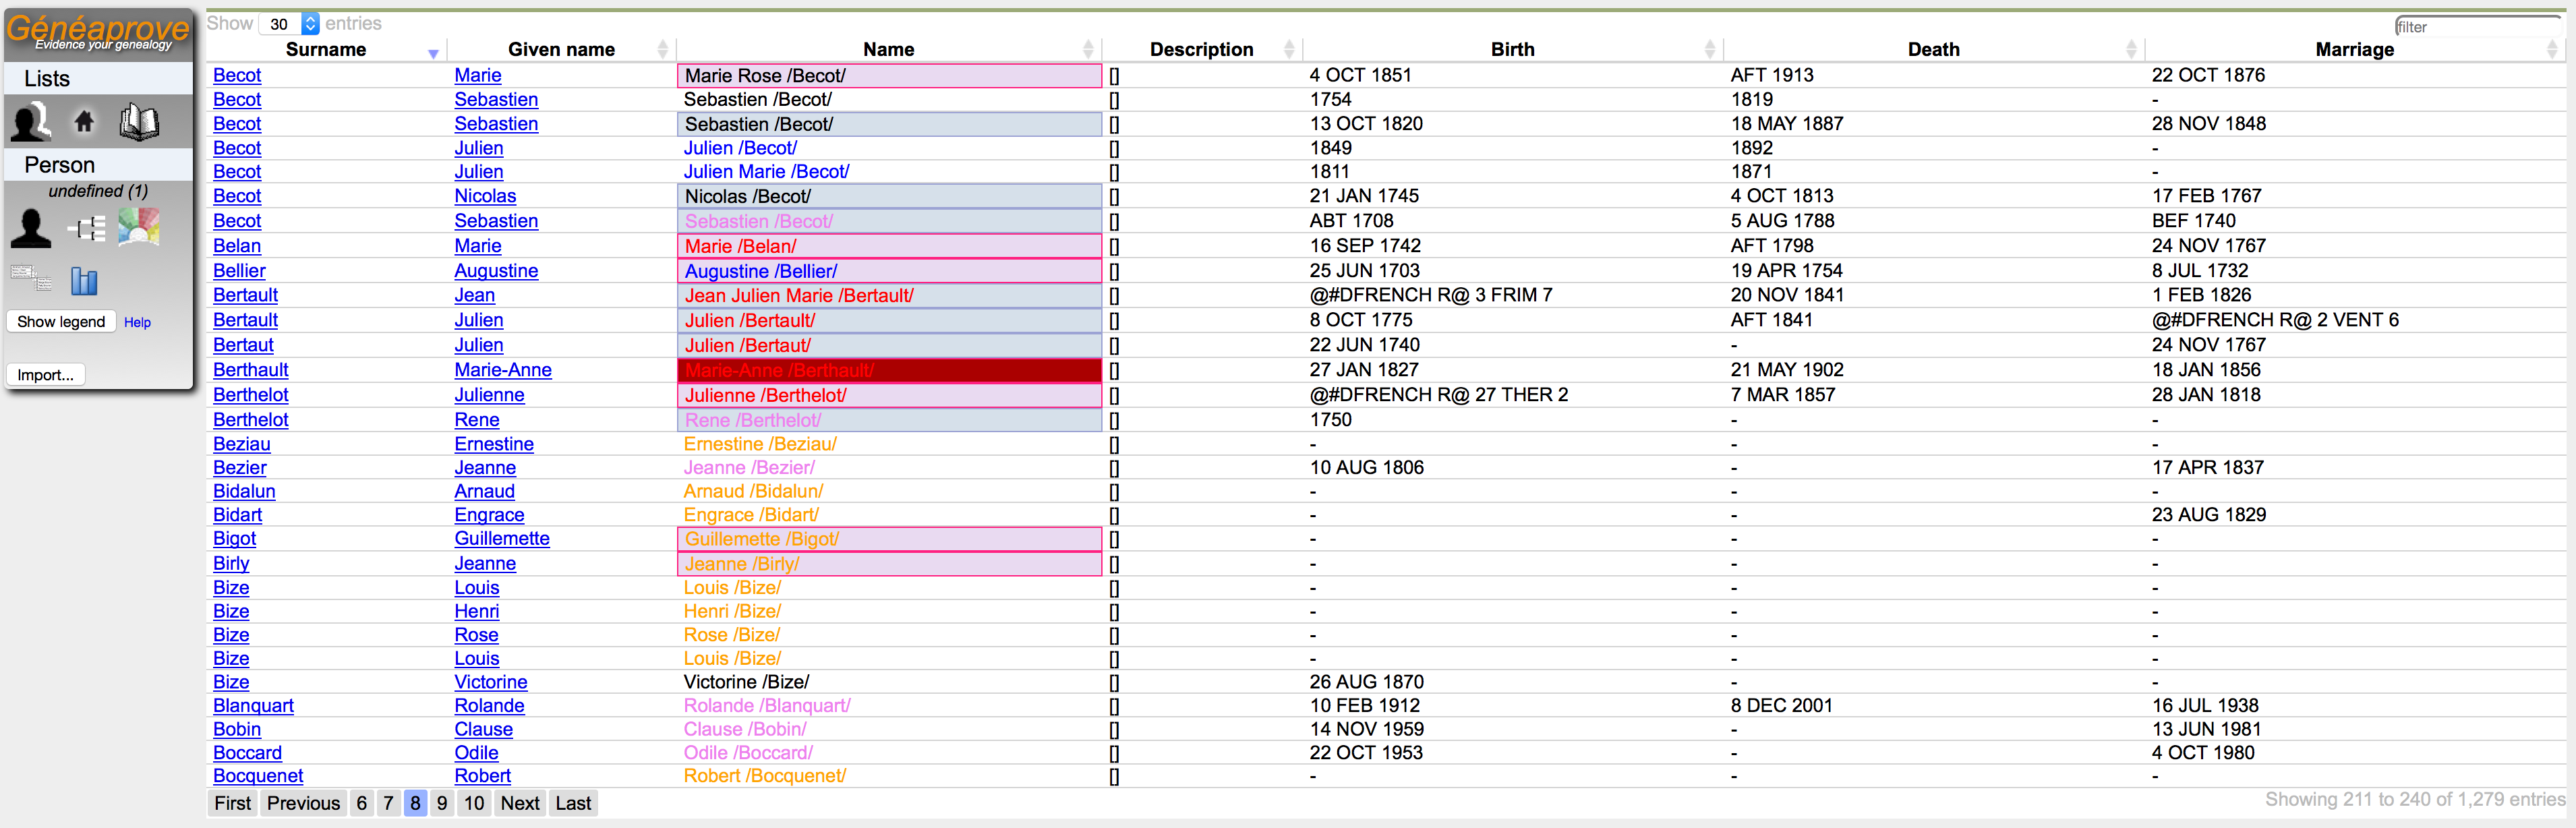 Généaprove
Evidence your genealogy
Lists
Person
undefined (1)
Show legend Help
Import...
Show 30 entries filter
Surname Given name Name Description Birth Death Marriage
Becot Marie Marie Rose /Becot/ [] 4 OCT 1851 AFT 1913 22 OCT 1876
Becot Sebastien Sebastien /Becot/ [] 1754 1819 -
Becot Sebastien Sebastien /Becot/ [] 13 OCT 1820 18 MAY 1887 28 NOV 1848
Becot Julien Julien /Becot/ [] 1849 1892 -
Becot Julien Julien Marie /Becot/ [] 1811 1871 -
Becot Nicolas Nicolas /Becot/ [] 21 JAN 1745 4 OCT 1813 17 FEB 1767
Becot Sebastien Sebastien /Becot/ [] ABT 1708 5 AUG 1788 BEF 1740
Belan Marie Marie /Belan/ [] 16 SEP 1742 AFT 1798 24 NOV 1767
Bellier Augustine Augustine /Bellier/ [] 25 JUN 1703 19 APR 1754 8 JUL 1732
Bertault Jean Jean Julien Marie /Bertault/ [] @#DFRENCH R@ 3 FRIM 7 20 NOV 1841 1 FEB 1826
Bertault Julien Julien /Bertault/ [] 8 OCT 1775 AFT 1841 @#DFRENCH R@ 2 VENT 6
Bertaut Julien Julien /Bertaut/ [] 22 JUN 1740 - 24 NOV 1767
Berthault Marie-Anne Marie-Anne /Berthault/ [] 27 JAN 1827 21 MAY 1902 18 JAN 1856
Berthelot Julienne Julienne /Berthelot/ [] @#DFRENCH R@ 27 THER 2 7 MAR 1857 28 JAN 1818
Berthelot Rene Rene /Berthelot/ [] 1750 - -
Beziau Ernestine Ernestine /Beziau/ [] - - -
Bezier Jeanne Jeanne /Bezier/ [] 10 AUG 1806 - 17 APR 1837
Bidalun Arnaud Arnaud /Bidalun/ [] - - -
Bidart Engrace Engrace /Bidart/ [] - - 23 AUG 1829
Bigot Guillemette Guillemette /Bigot/ [] - - -
Birly Jeanne Jeanne /Birly/ [] - - -
Bize Louis Louis /Bize/ [] - - -
Bize Henri Henri /Bize/ [] - - -
Bize Rose Rose /Bize/ [] - - -
Bize Louis Louis /Bize/ [] - - -
Bize Victorine Victorine /Bize/ [] 26 AUG 1870 - -
Blanquart Rolande Rolande /Blanquart/ [] 10 FEB 1912 8 DEC 2001 16 JUL 1938
Bobin Clause Clause /Bobin/ [] 14 NOV 1959 - 13 JUN 1981
Boccard Odile Odile /Boccard/ [] 22 OCT 1953 - 4 OCT 1980
Bocquenet Robert Robert /Bocquenet/ [] - - -
First Previous 6 7 8 9 10 Next Last Showing 211 to 240 of 1,279 entries